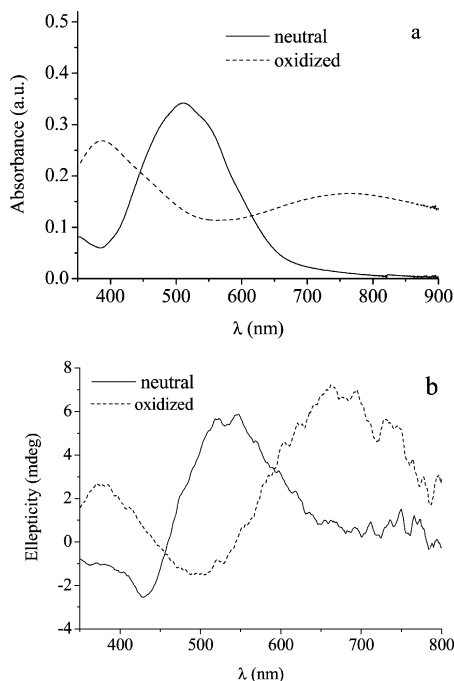 a
neutral
oxidized
0.5
0.4
0.3
0.2
0.1
0.0
Absorbance (a.u.)
400 500 600 700 800 900
λ (nm)
b
neutral
oxidized
8
6
4
2
0
-2
-4
Ellepticity (mdeg)
400 500 600 700 800
λ (nm)